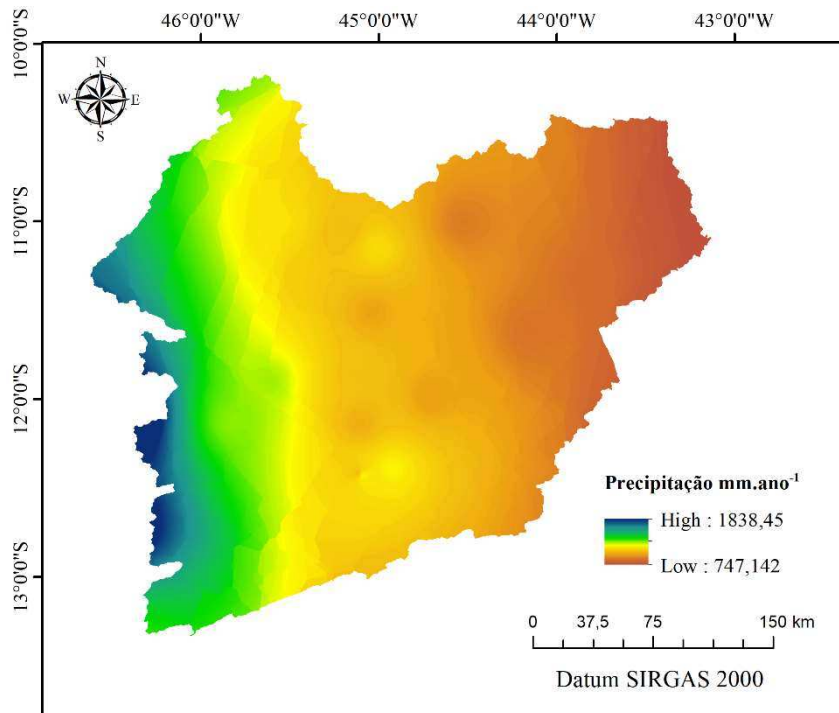 46°0'0"W 45°0'0"W 44°0'0"W 43°0'0"W
10°0'0"S
11°0'0"S
12°0'0"S
13°0'0"S
N
W E
S
Precipitação mm.ano⁻¹
High : 1838,45
Low : 747,142
0 37,5 75 150 km
Datum SIRGAS 2000